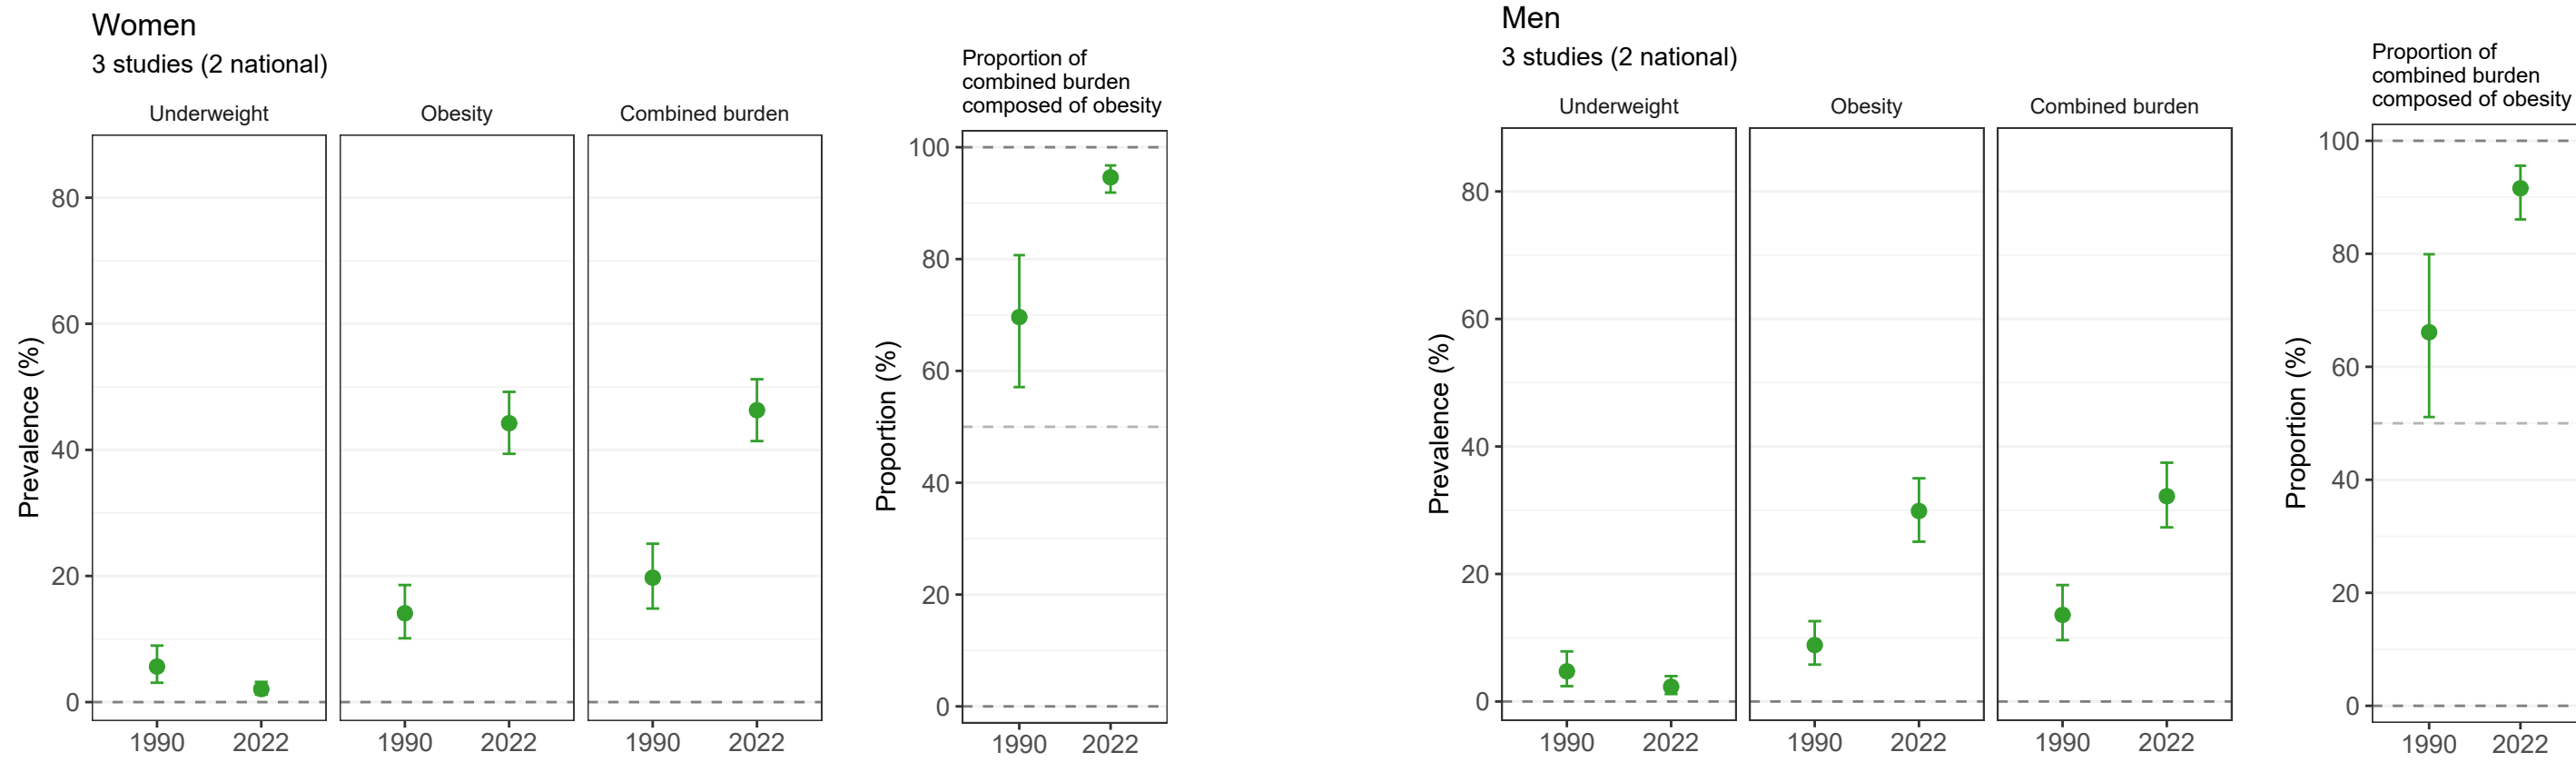 Women
3 studies (2 national)
Underweight
Obesity
Combined burden
Prevalence (%)
80
60
40
20
0
1990 2022
1990 2022
1990 2022
Proportion of
combined burden
composed of obesity
Proportion (%)
100
80
60
40
20
0
1990 2022
Men
3 studies (2 national)
Underweight
Obesity
Combined burden
Prevalence (%)
80
60
40
20
0
1990 2022
1990 2022
1990 2022
Proportion of
combined burden
composed of obesity
Proportion (%)
100
80
60
40
20
0
1990 2022